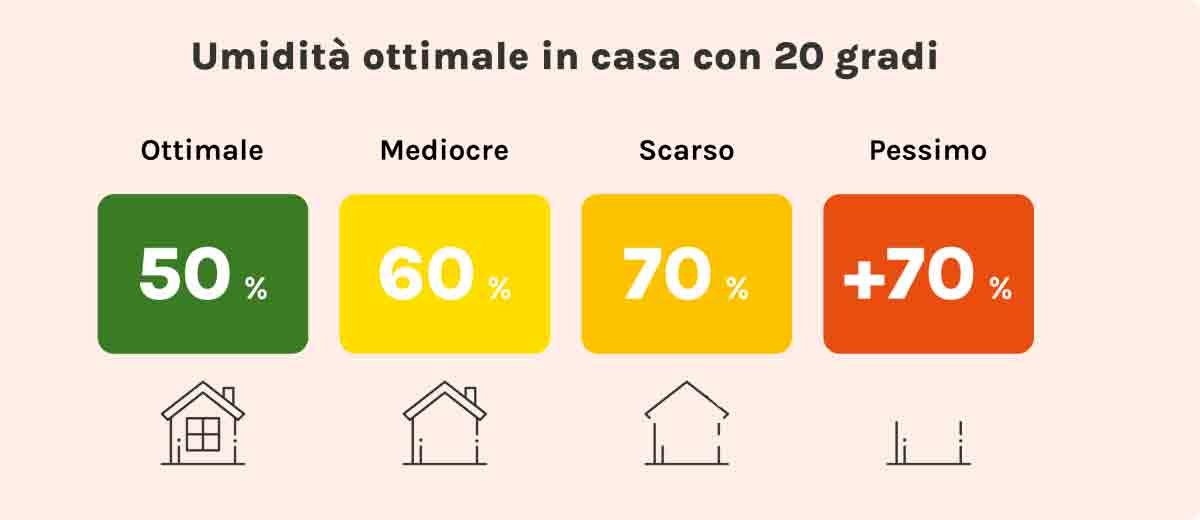 Umidità ottimale in casa con 20 gradi
Ottimale Mediocre Scarso Pessimo
50 % 60 % 70 % +70 %